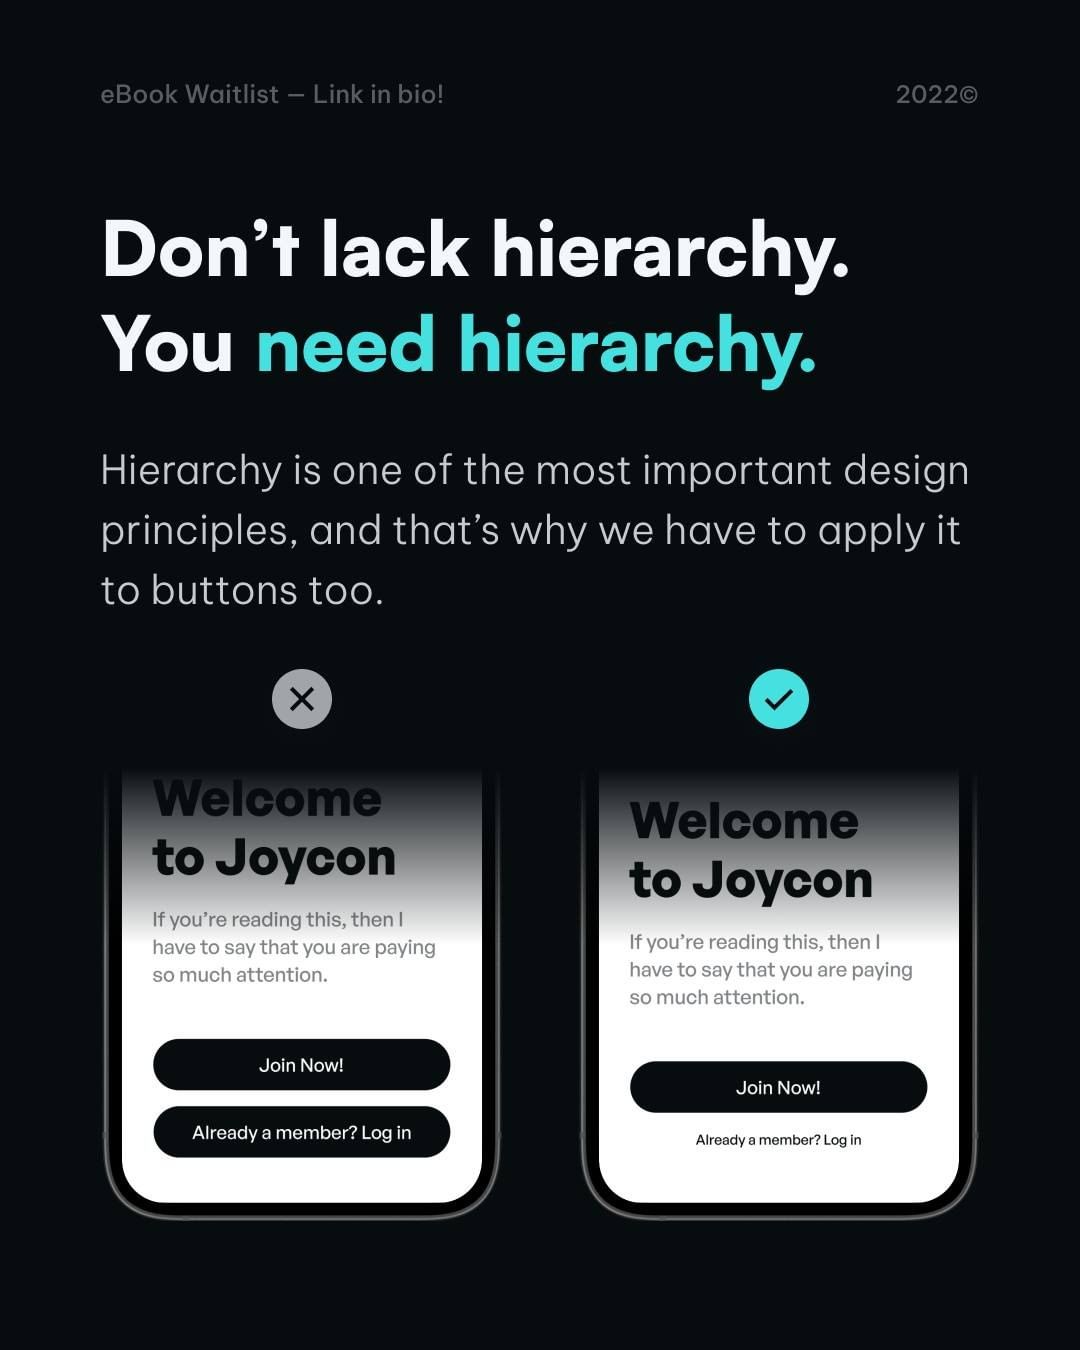 eBook Waitlist — Link in bio!
2022©
Don’t lack hierarchy.
You need hierarchy.
Hierarchy is one of the most important design
principles, and that’s why we have to apply it
to buttons too.
Welcome
to Joycon
If you’re reading this, then I
have to say that you are paying
so much attention.
Join Now!
Already a member? Log in
Welcome
to Joycon
If you’re reading this, then I
have to say that you are paying
so much attention.
Join Now!
Already a member? Log in